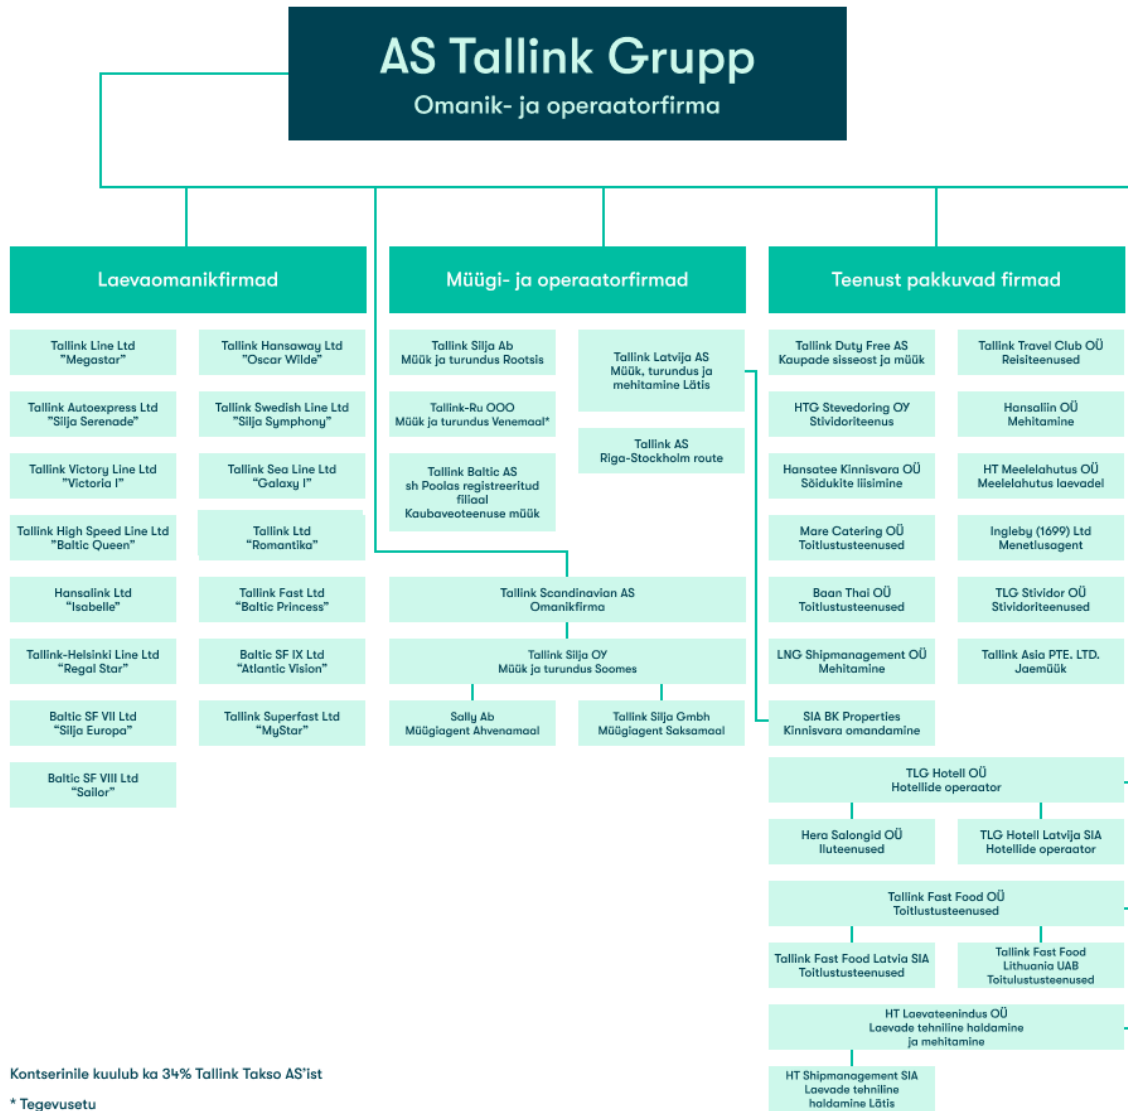 AS Tallink Grupp
Omanik- ja operaatorfirma
Laevaomanikfirmad
Tallink Line Ltd
"Megastar"
Tallink Hansaway Ltd
"Oscar Wilde"
Tallink Autoexpress Ltd
"Silja Serenade"
Tallink Swedish Line Ltd
"Silja Symphony"
Tallink Victory Line Ltd
"Victoria I"
Tallink Sea Line Ltd
"Galaxy I"
Tallink High Speed Line Ltd
"Baltic Queen"
Tallink Ltd
“Romantika”
Hansalink Ltd
“Isabelle”
Tallink Fast Ltd
“Baltic Princess”
Tallink-Helsinki Line Ltd
“Regal Star”
Baltic SF IX Ltd
“Atlantic Vision”
Baltic SF VII Ltd
“Silja Europa”
Tallink Superfast Ltd
“MyStar”
Baltic SF VIII Ltd
“Sailor”
Müügi- ja operaatorfirmad
Tallink Silja Ab
Müük ja turundus Rootsis
Tallink Latvija AS
Müük, turundus ja
mehitamine Lätis
Tallink-Ru OOO
Müük ja turundus Venemaal*
Tallink AS
Riga-Stockholm route
Tallink Baltic AS
sh Poolas registreeritud
filiaal
Kaubaveoteenuse müük
Tallink Scandinavian AS
Omanikfirma
Tallink Silja OY
Müük ja turundus Soomes
Sally Ab
Müügiagent Ahvenamaal
Tallink Silja Gmbh
Müügiagent Saksamaal
Teenust pakkuvad firmad
Tallink Duty Free AS
Kaupade sisseost ja müük
Tallink Travel Club OÜ
Reisiteenused
HTG Stevedoring OY
Stividoriteenus
Hansaliin OÜ
Mehitamine
Hansatee Kinnisvara OÜ
Sõidukite liisimine
HT Meelelahutus OÜ
Meelelahutus laevadel
Mare Catering OÜ
Toitlustusteenused
Ingleby (1699) Ltd
Menetlusagent
Baan Thai OÜ
Toitlustusteenused
TLG Stividor OÜ
Stividoriteenused
LNG Shipmanagement OÜ
Mehitamine
Tallink Asia PTE. LTD.
Jaemüük
SIA BK Properties
Kinnisvara omandamine
TLG Hotell OÜ
Hotellide operaator
Hera Salongid OÜ
Iluteenused
TLG Hotell Latvija SIA
Hotellide operaator
Tallink Fast Food OÜ
Toitlustusteenused
Tallink Fast Food Latvia SIA
Toitlustusteenused
Tallink Fast Food
Lithuania UAB
Toitulustusteenused
HT Laevateenindus OÜ
Laevade tehniline haldamine
ja mehitamine
HT Shipmanagement SIA
Laevade tehniline
haldamine Lätis
Kontserinile kuulub ka 34% Tallink Takso AS'ist
* Tegevusetu